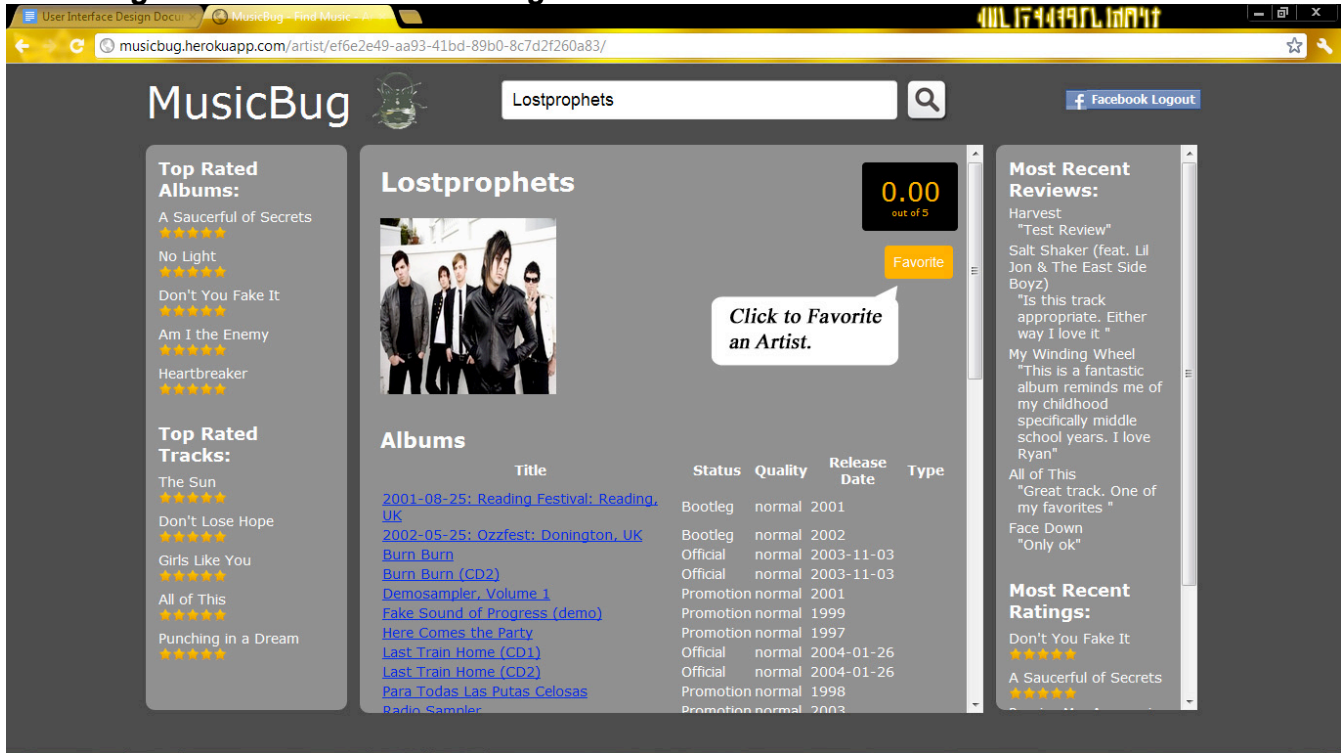 User Interface Design Docu
MusicBug - Find Music -
musicbug.herokuapp.com/artist/ef6e2e49-aa93-41bd-89b0-8c7d2f260a83/
MusicBug
Lostprophets
Facebook Logout
Top Rated
Albums:
A Saucerful of Secrets
No Light
Don't You Fake It
Am I the Enemy
Heartbreaker
Top Rated
Tracks:
The Sun
Don't Lose Hope
Girls Like You
All of This
Punching in a Dream
Lostprophets
0.00
out of 5
Favorite
Click to Favorite
an Artist.
Albums
Title Status Quality Release Date Type
2001-08-25: Reading Festival: Reading,
UK Bootleg normal 2001
2002-05-25: Ozzfest: Donington, UK Bootleg normal 2002
Burn Burn Official normal 2003-11-03
Burn Burn (CD2) Official normal 2003-11-03
Demosampler, Volume 1 Promotion normal 2001
Fake Sound of Progress (demo) Promotion normal 1999
Here Comes the Party Promotion normal 1997
Last Train Home (CD1) Official normal 2004-01-26
Last Train Home (CD2) Official normal 2004-01-26
Para Todas Las Putas Celosas Promotion normal 1998
Radio Sampler Promotion normal 2003
Most Recent
Reviews:
Harvest
"Test Review"
Salt Shaker (feat. Lil
Jon & The East Side
Boyz)
"Is this track
appropriate. Either
way I love it "
My Winding Wheel
"This is a fantastic
album reminds me of
my childhood
specifically middle
school years. I love
Ryan"
All of This
"Great track. One of
my favorites "
Face Down
"Only ok"
Most Recent
Ratings:
Don't You Fake It
A Saucerful of Secrets